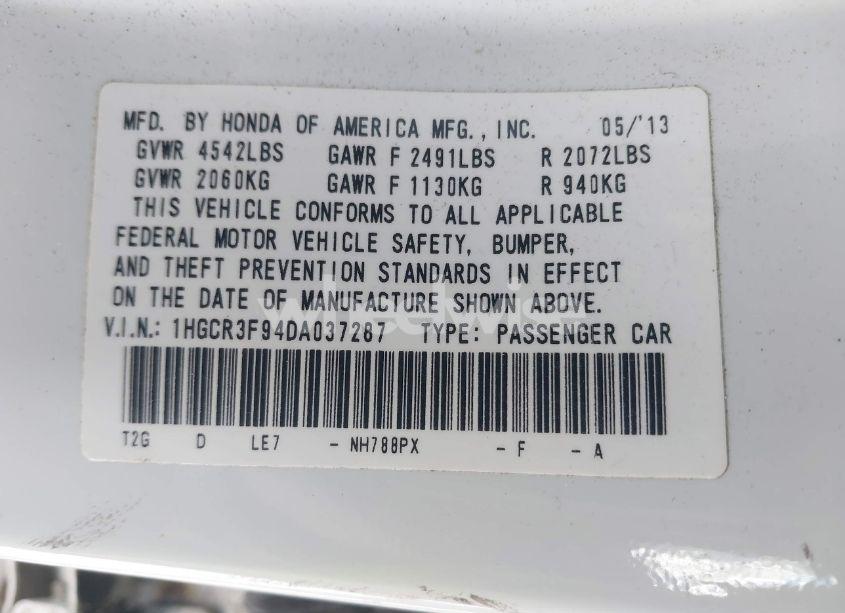 MFD. BY HONDA OF AMERICA MFG., INC. 05/'13
GVWR 4542LBS GAWR F 2491LBS R 2072LBS
GVWR 2060KG GAWR F 1130KG R 940KG
THIS VEHICLE CONFORMS TO ALL APPLICABLE
FEDERAL MOTOR VEHICLE SAFETY, BUMPER,
AND THEFT PREVENTION STANDARDS IN EFFECT
ON THE DATE OF MANUFACTURE SHOWN ABOVE.
V.I.N.: 1HGCR3F94DA037287 TYPE: PASSENGER CAR
T2G D LE7 - NH788PX - F - A